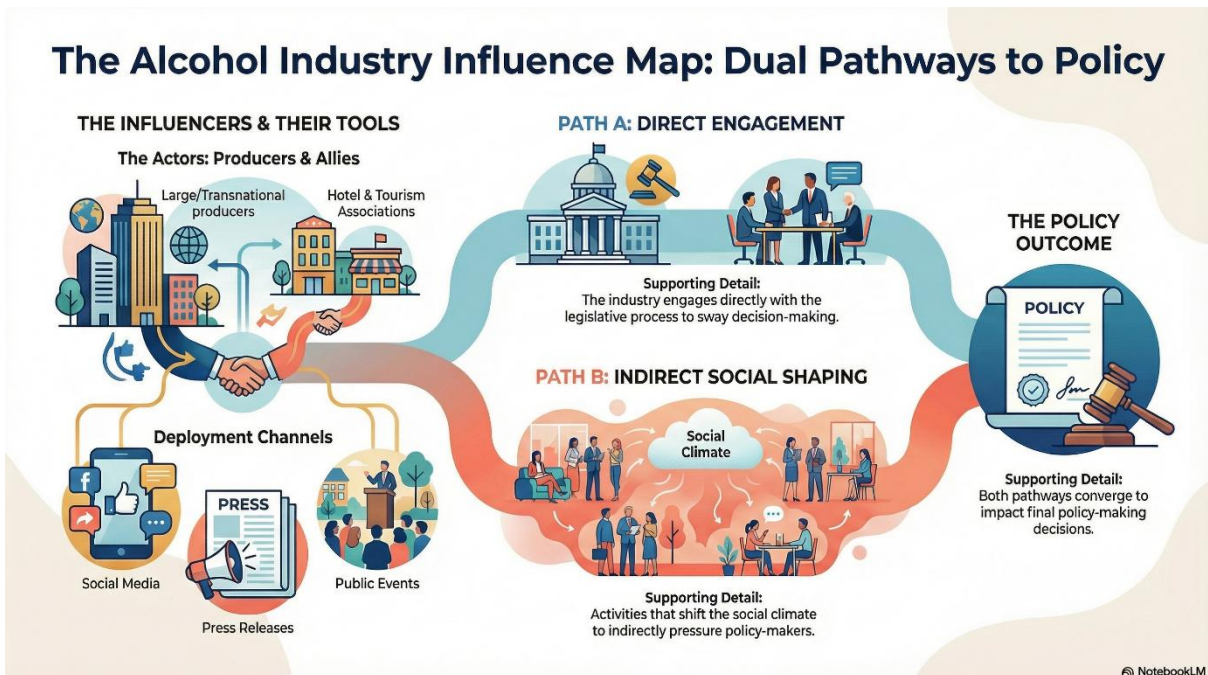 The Alcohol Industry Influence Map: Dual Pathways to Policy
THE INFLUENCERS & THEIR TOOLS
The Actors: Producers & Allies
Large/Transnational
producers
Hotel & Tourism
Associations
Deployment Channels
f
Social Media
PRESS
Press Releases
Public Events
PATH A: DIRECT ENGAGEMENT
Supporting Detail:
The industry engages directly with the
legislative process to sway decision-making.
PATH B: INDIRECT SOCIAL SHAPING
Social
Climate
Supporting Detail:
Activities that shift the social climate
to indirectly pressure policy-makers.
THE POLICY
OUTCOME
POLICY
Supporting Detail:
Both pathways converge to
impact final policy-making
decisions.
NotebookLM